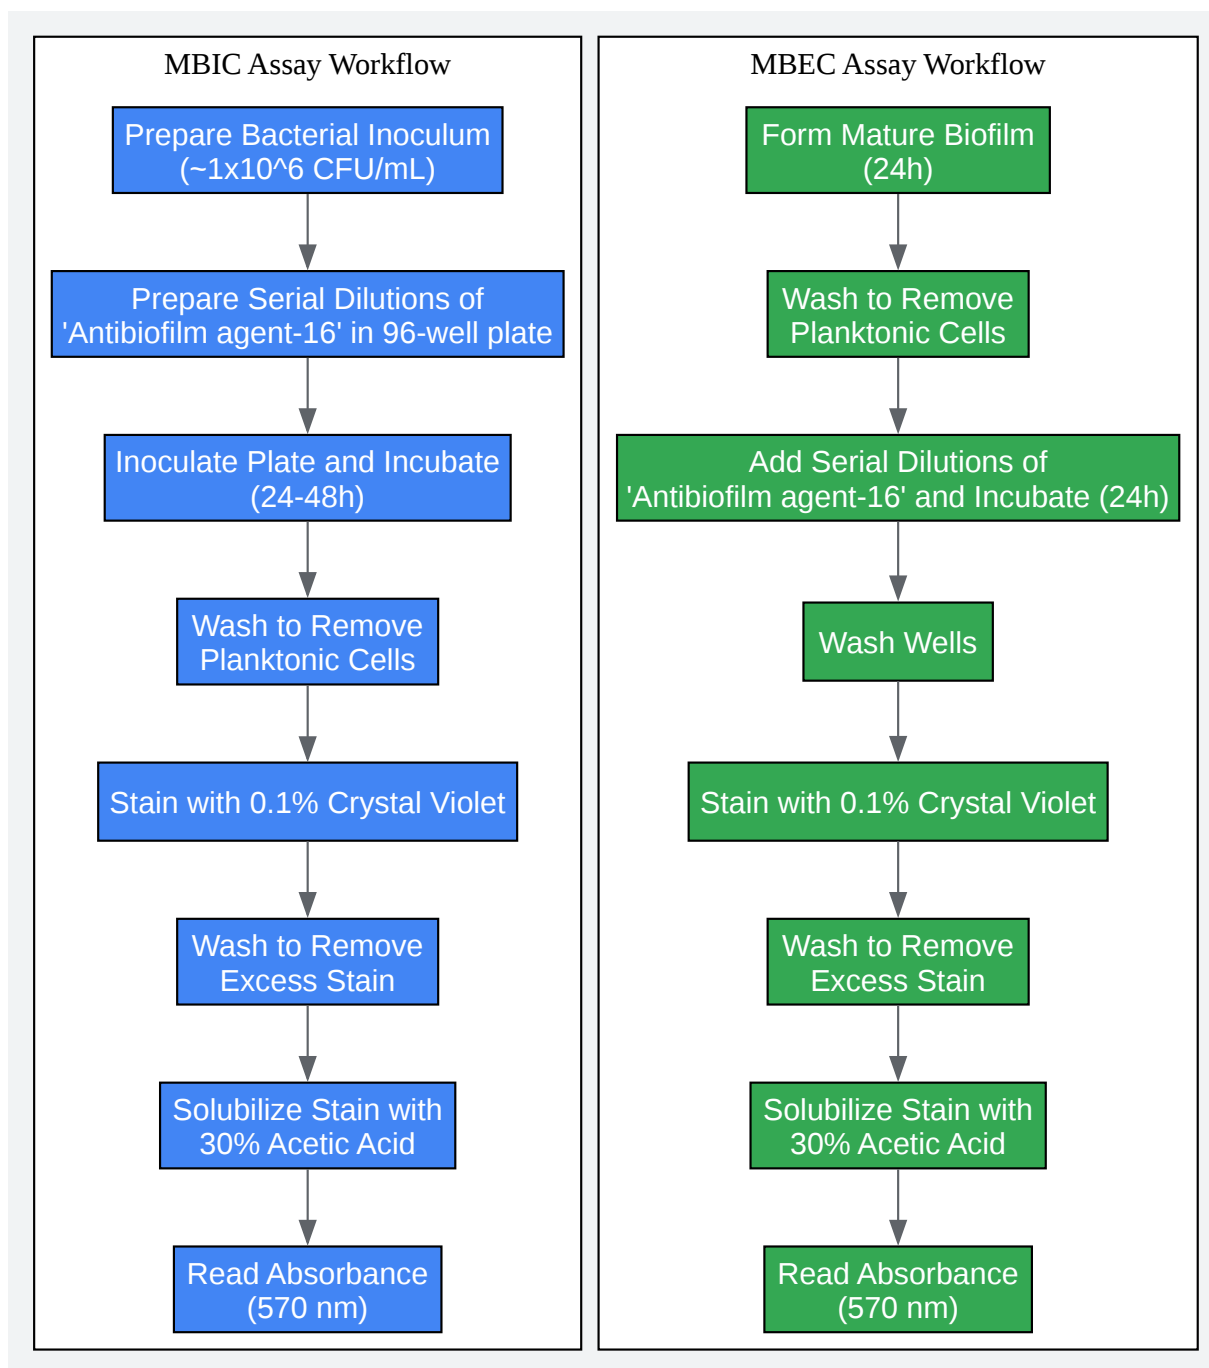 MBIC Assay Workflow
Prepare Bacterial Inoculum
(~1x10^6 CFU/mL)
Prepare Serial Dilutions of
'Antibiofilm agent-16' in 96-well plate
Inoculate Plate and Incubate
(24-48h)
Wash to Remove
Planktonic Cells
Stain with 0.1% Crystal Violet
Wash to Remove
Excess Stain
Solubilize Stain with
30% Acetic Acid
Read Absorbance
(570 nm)
MBEC Assay Workflow
Form Mature Biofilm
(24h)
Wash to Remove
Planktonic Cells
Add Serial Dilutions of
'Antibiofilm agent-16' and Incubate (24h)
Wash Wells
Stain with 0.1% Crystal Violet
Wash to Remove
Excess Stain
Solubilize Stain with
30% Acetic Acid
Read Absorbance
(570 nm)